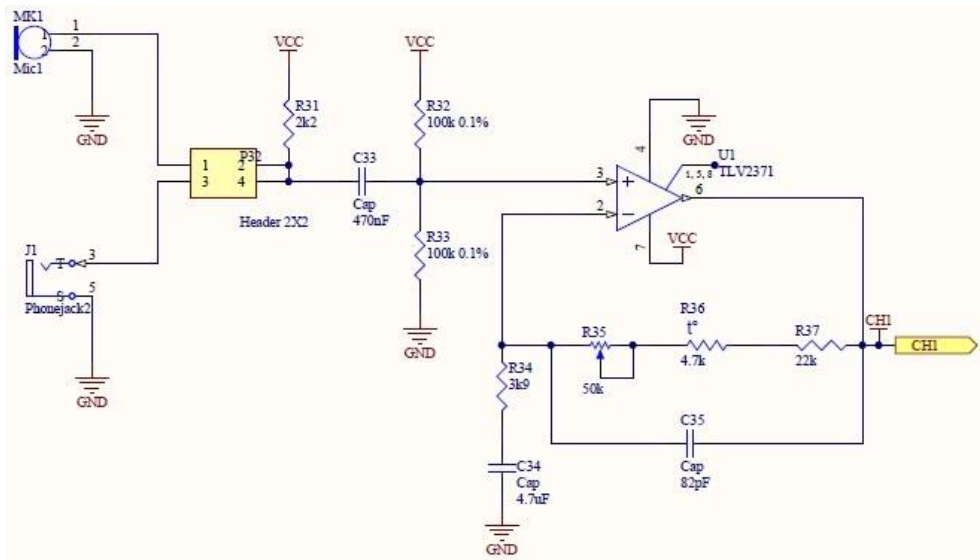 MK1
1
2
1
2
Mic1
GND
VCC
R31
2k2
VCC
R32
100k 0.1%
P32
1 2
3 4
Header 2X2
C33
Cap
470nF
R33
100k 0.1%
GND
4
GND
U1
TLV2371
1, 5, 8
3
+
2
−
6
7
VCC
J1
T
3
S
5
Phonejack2
GND
R34
3k9
C34
Cap
4.7uF
GND
R35
50k
R36
t°
4.7k
R37
22k
C35
Cap
82pF
CH1
CH1